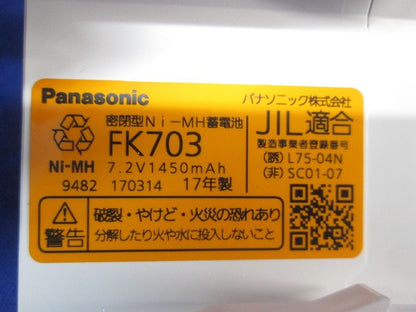 Panasonic
パナソニック株式会社
密閉型Ni-MH蓄電池
FK703
JIL適合
製造事業者登録番号
Ni-MH 7.2V1450mAh
(誘) L75-04N
9482 170314 17年製
(非) SC01-07
警告
破裂・やけど・火災の恐れあり
分解したり火や水に投入しないこと